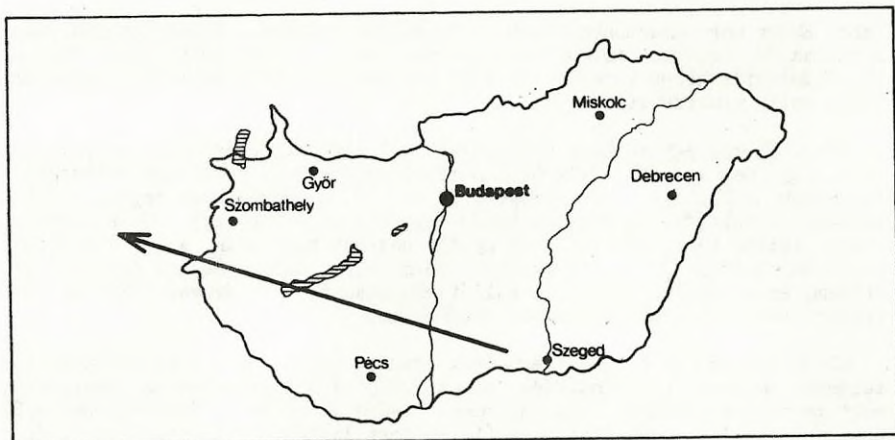 Miskolc
Győr
Debrecen
Budapest
Szombathely
Szeged
Pécs